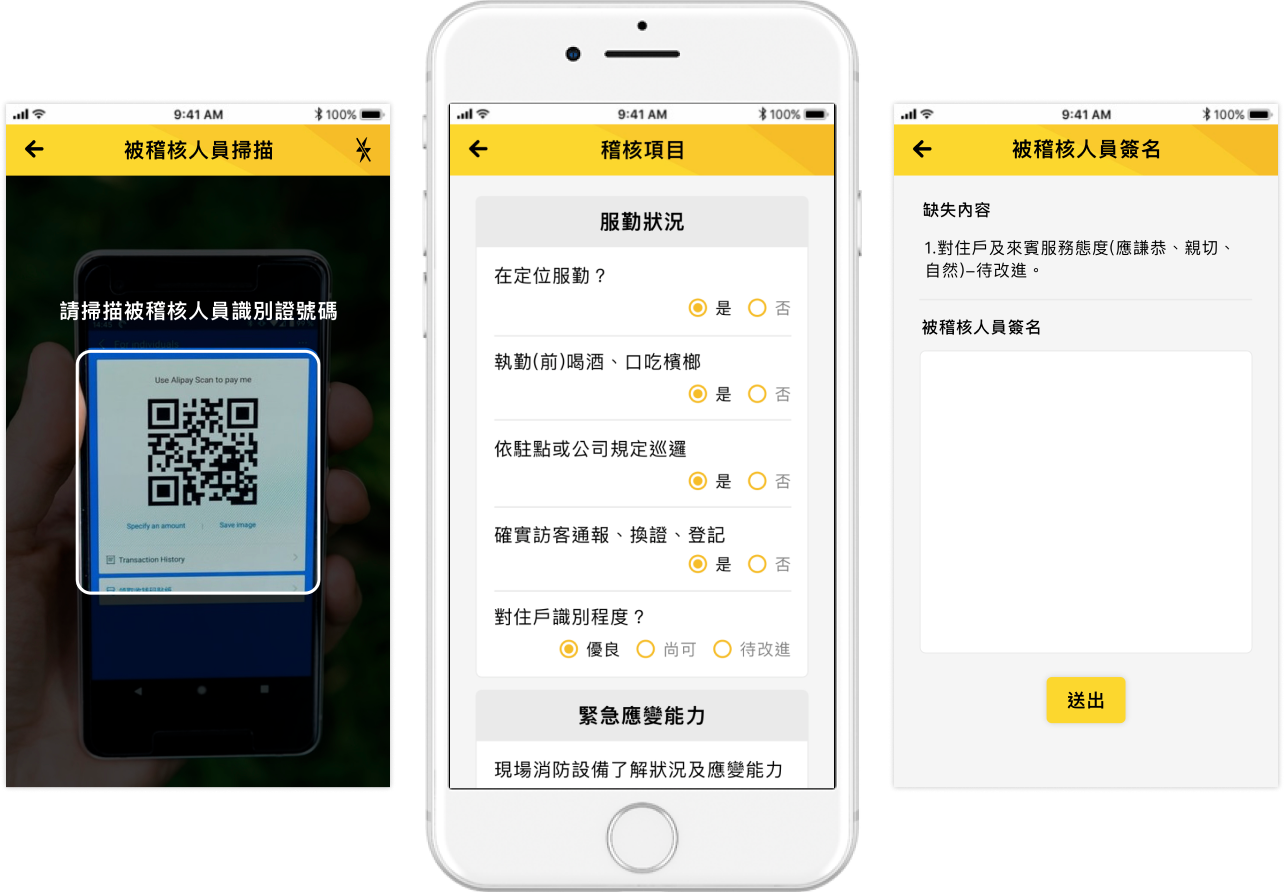 9:41 AM
100%
被稽核人員掃描
請掃描被稽核人員識別證號碼
For individuals
Use Alipay Scan to pay me
Specify an amount
Save image
Transaction History
9:41 AM
100%
稽核項目
服勤狀況
在定位服勤？
是 否
執勤(前)喝酒、口吃檳榔
是 否
依駐點或公司規定巡邏
是 否
確實訪客通報、換證、登記
是 否
對住戶識別程度？
優良 尚可 待改進
緊急應變能力
現場消防設備了解狀況及應變能力
9:41 AM
100%
被稽核人員簽名
缺失內容
1.對住戶及來賓服務態度(應謙恭、親切、
自然)–待改進。
被稽核人員簽名
送出